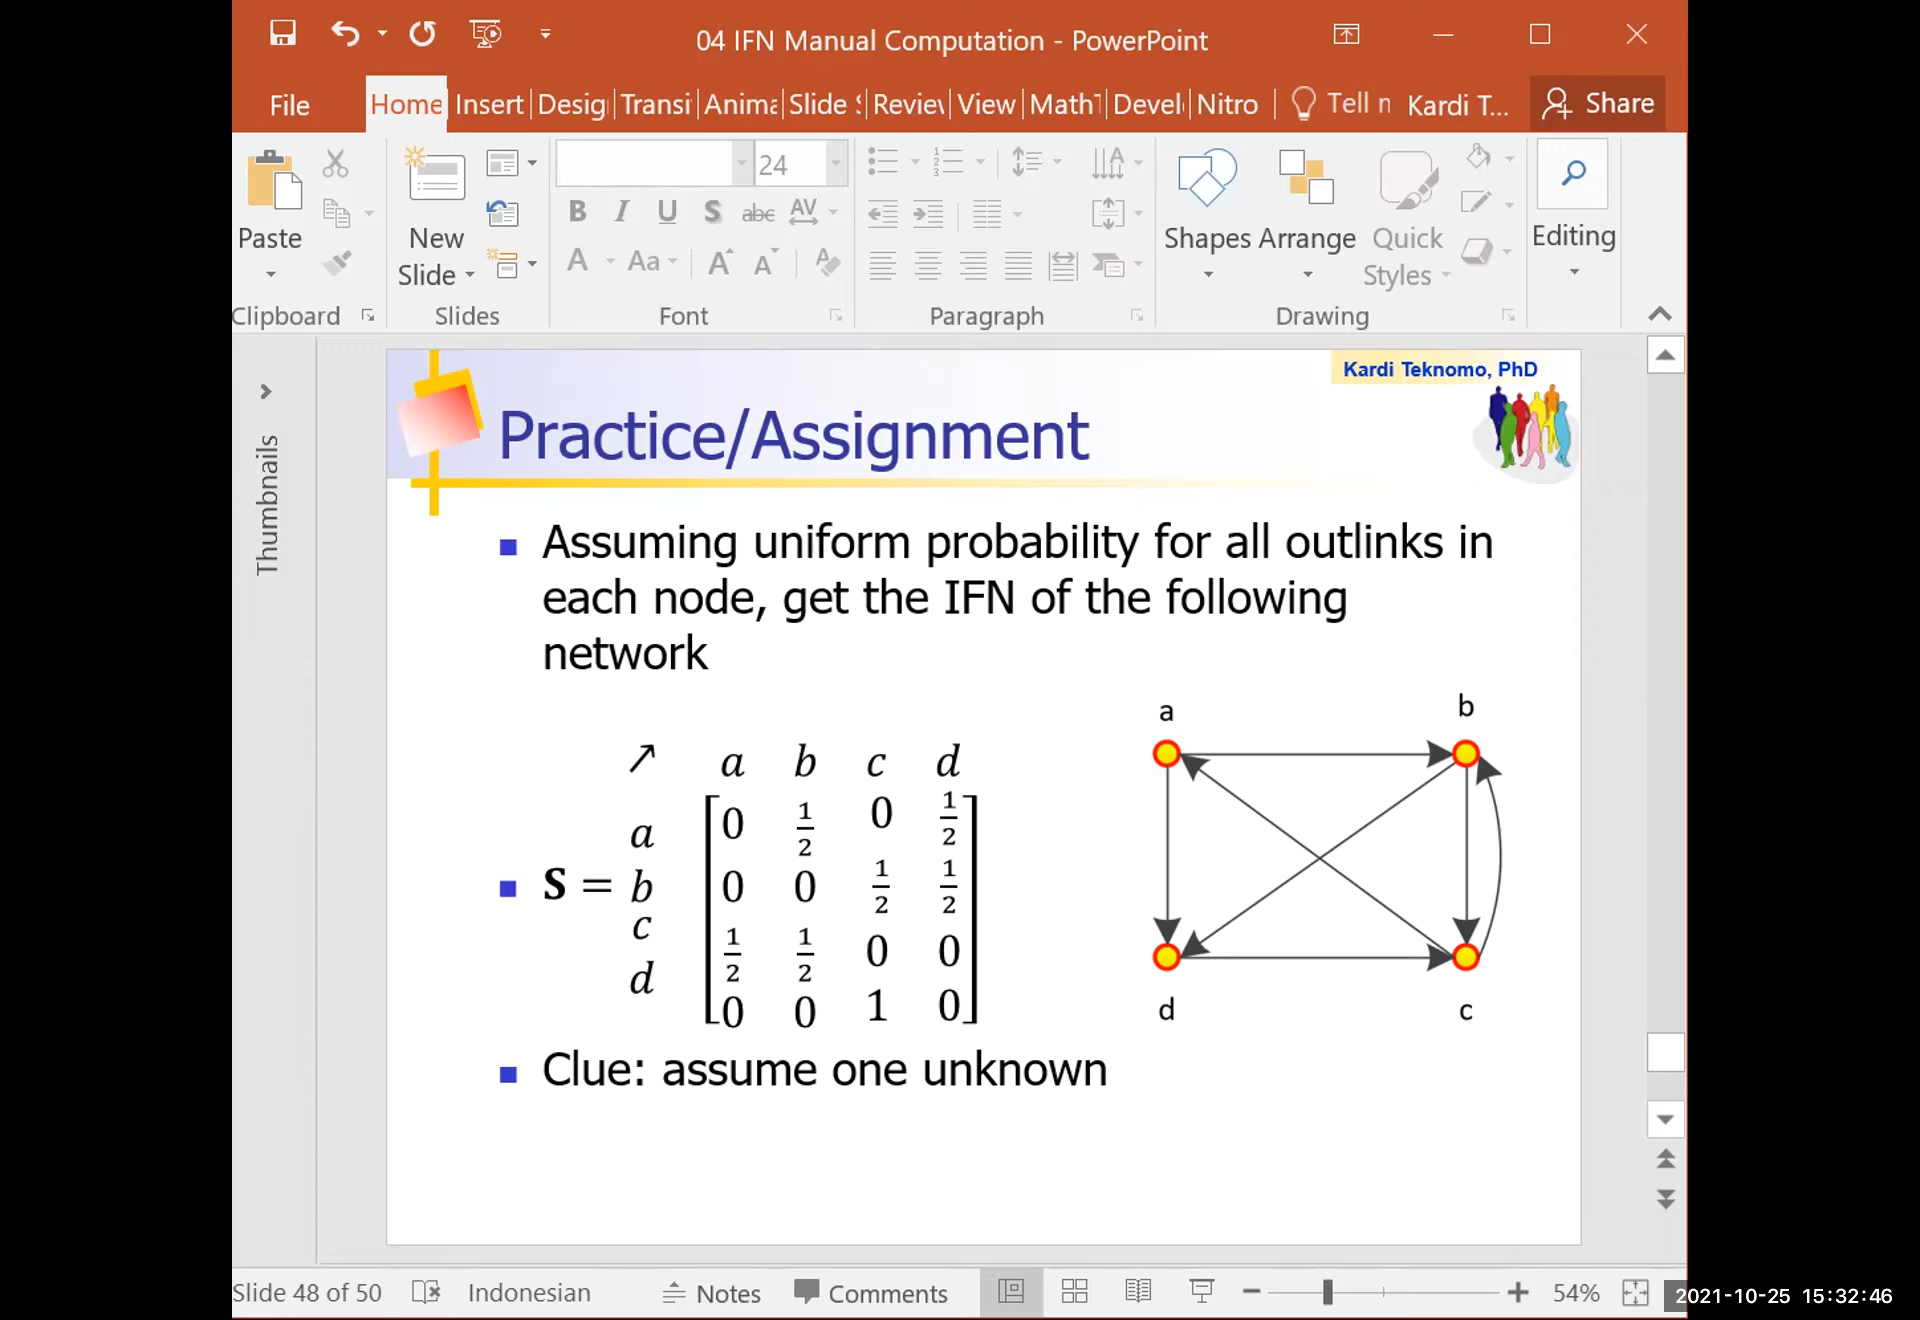 04 IFN Manual Computation - PowerPoint
File Home Insert Desig Transi Anima Slide Review View Math Devel Nitro Tell n Kardi T... Share
24
B I U S abc AV
Paste New Slide A Aa A A Shapes Arrange Quick Styles Editing
Clipboard Slides Font Paragraph Drawing
Thumbnails
Kardi Teknomo, PhD
Practice/Assignment
Assuming uniform probability for all outlinks in
each node, get the IFN of the following
network
↗ a b c d
a 0 1/2 0 1/2
S = b 0 0 1/2 1/2
c 1/2 1/2 0 0
d 0 0 1 0
a b
d c
Clue: assume one unknown
Slide 48 of 50 Indonesian Notes Comments 54%
2021-10-25 15:32:46